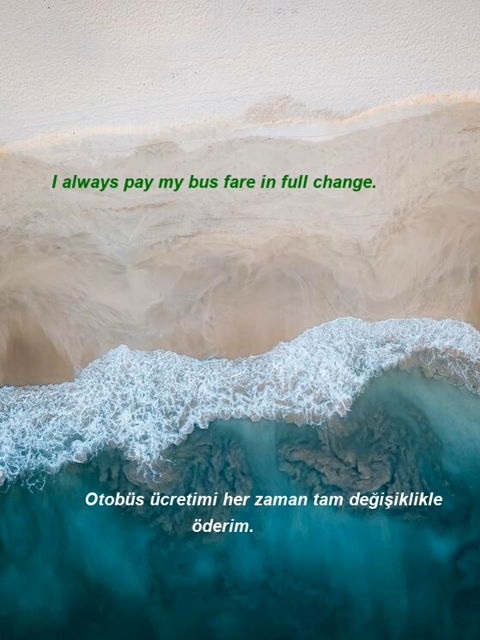 I always pay my bus fare in full change.
Otobüs ücretimi her zaman tam değişiklikle
öderim.